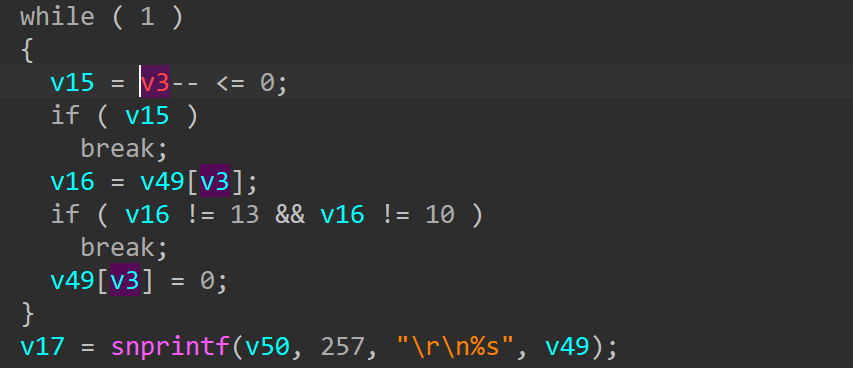 while ( 1 )
{
v15 = v3-- <= 0;
if ( v15 )
break;
v16 = v49[v3];
if ( v16 != 13 && v16 != 10 )
break;
v49[v3] = 0;
}
v17 = snprintf(v50, 257, "\r\n%s", v49);